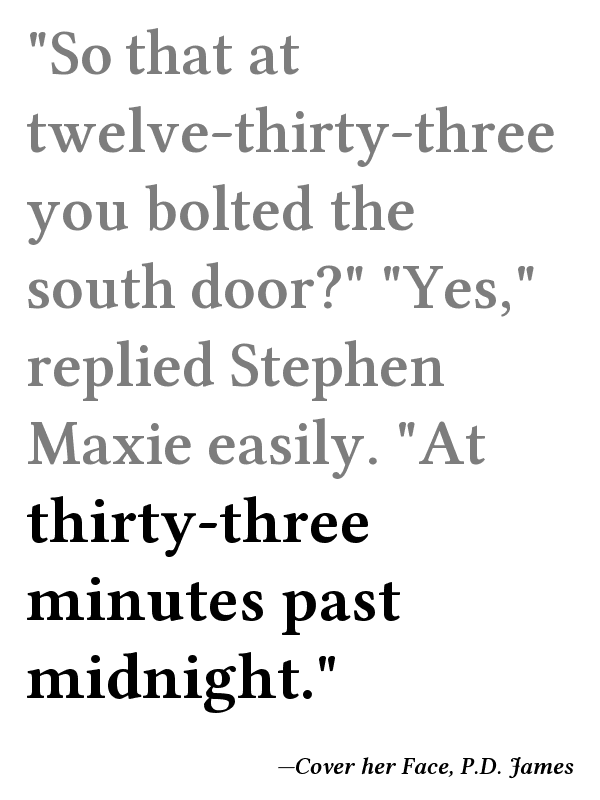 "So that at
twelve-thirty-three
you bolted the
south door?" "Yes,"
replied Stephen
Maxie easily. "At
thirty-three
minutes past
midnight."
—Cover her Face, P.D. James